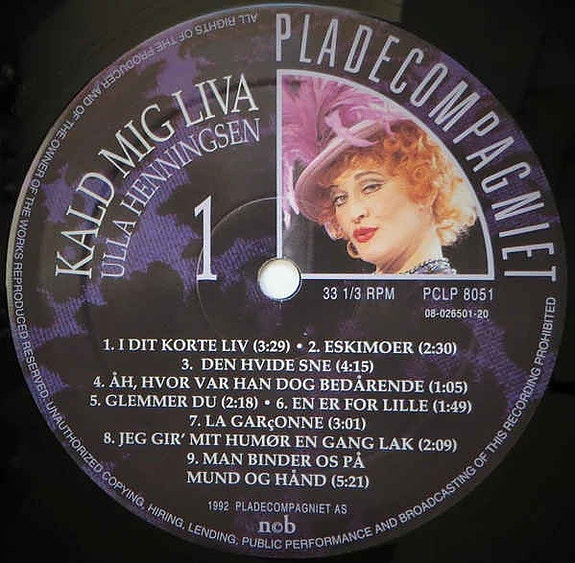 PLADECOMPAGNIET
KALD MIG LIVA
ULLA HENNINGSEN
1
33 1/3 RPM PCLP 8051
08-026501-20
1. I DIT KORTE LIV (3:29) • 2. ESKIMOER (2:30)
3. DEN HVIDE SNE (4:15)
4. ÅH, HVOR VAR HAN DOG BEDÅRENDE (1:05)
5. GLEMMER DU (2:18) • 6. EN ER FOR LILLE (1:49)
7. LA GARçONNE (3:01)
8. JEG GIR' MIT HUMØR EN GANG LAK (2:09)
9. MAN BINDER OS PÅ
MUND OG HÅND (5:21)
1992 PLADECOMPAGNIET AS
n©b
ALL RIGHTS OF THE PRODUCER AND OF THE OWNER OF THE WORKS REPRODUCED RESERVED. UNAUTHORIZED COPYING, HIRING, LENDING, PUBLIC PERFORMANCE AND BROADCASTING OF THIS RECORDING PROHIBITED